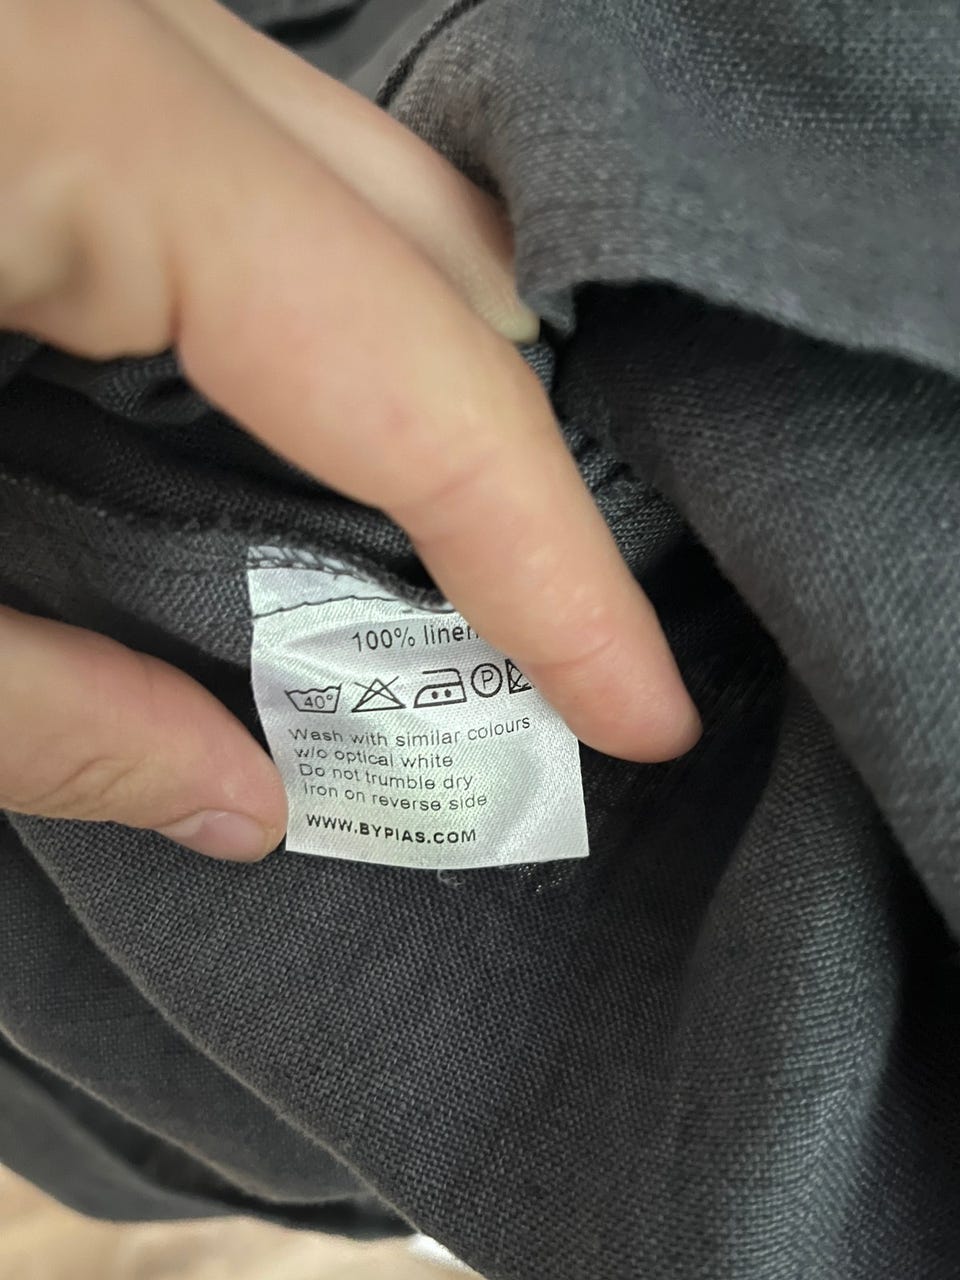 100% linen
40° P
Wash with similar colours
w/o optical white
Do not trumble dry
Iron on reverse side
WWW.BYPIAS.COM